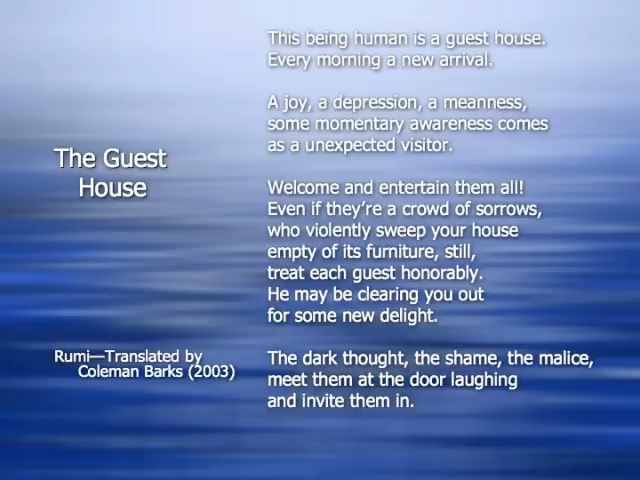 The Guest
House
Rumi—Translated by
Coleman Barks (2003)
This being human is a guest house.
Every morning a new arrival.
A joy, a depression, a meanness,
some momentary awareness comes
as a unexpected visitor.
Welcome and entertain them all!
Even if they’re a crowd of sorrows,
who violently sweep your house
empty of its furniture, still,
treat each guest honorably.
He may be clearing you out
for some new delight.
The dark thought, the shame, the malice,
meet them at the door laughing
and invite them in.